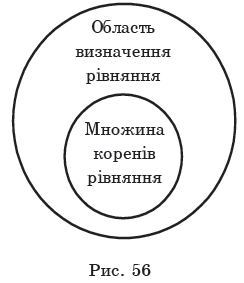 Область
визначення
рівняння
Множина
коренів
рівняння
Рис. 56